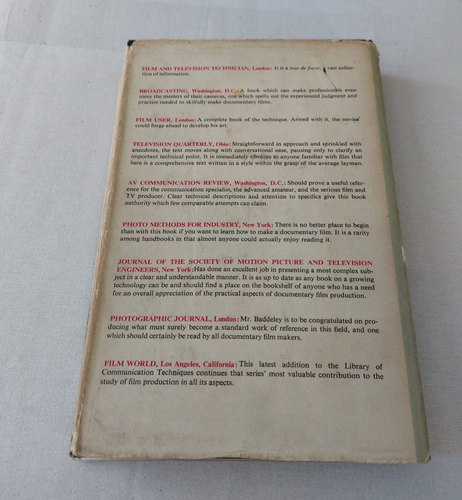 FILM AND TELEVISION TECHNICIAN, London: It is a tour de force, a vast collec-
tion of information.
BROADCASTING, Washington, D.C.: A book which can make professionals even
more the masters of their cameras, one which spells out the experienced judgment and
practice needed to skilfully make documentary films.
FILM USER, London: A complete book of the technique. Armed with it, the novice
could forge ahead to develop his art.
TELEVISION QUARTERLY, Ohio: Straightforward in approach and sprinkled with
anecdotes, the text moves along with conversational ease, pausing only to clarify an
important technical point. It is immediately obvious to anyone familiar with film that
here is a comprehensive text written in a style within the grasp of the average layman.
AV COMMUNICATION REVIEW, Washington, D.C.: Should prove a useful refer-
ence for the communication specialist, the advanced amateur, and the serious film and
TV producer. Clear technical descriptions and attention to specifics give this book
authority which few comparable attempts can claim.
PHOTO METHODS FOR INDUSTRY, New York: There is no better place to begin
than with this book if you want to learn how to make a documentary film. It is a rarity
among handbooks in that almost anyone could actually enjoy reading it.
JOURNAL OF THE SOCIETY OF MOTION PICTURE AND TELEVISION
ENGINEERS, New York: Has done an excellent job in presenting a most complex sub-
ject in a clear and understandable manner. It is as up to date as any book on a growing
technology can be and should find a place on the bookshelf of anyone who has a need
for an overall appreciation of the practical aspects of documentary film production.
PHOTOGRAPHIC JOURNAL, London: Mr. Baddeley is to be congratulated on pro-
ducing what must surely become a standard work of reference in this field, and one
which should certainly be read by all documentary film makers.
FILM WORLD, Los Angeles, California: This latest addition to the Library of
Communication Techniques continues that series' most valuable contribution to the
study of film production in all its aspects.